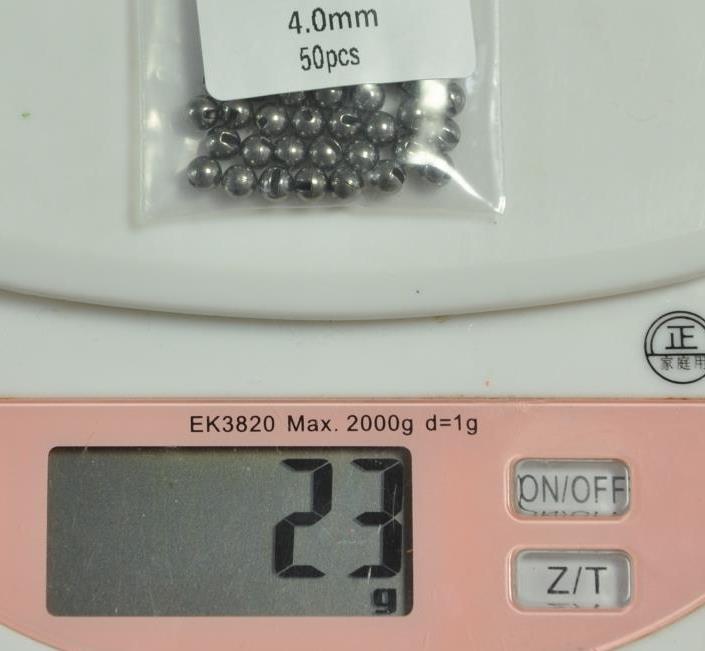 4.0mm
50pcs
正
家庭用
EK3820 Max. 2000g d=1g
23
g
ON/OFF
Z/T